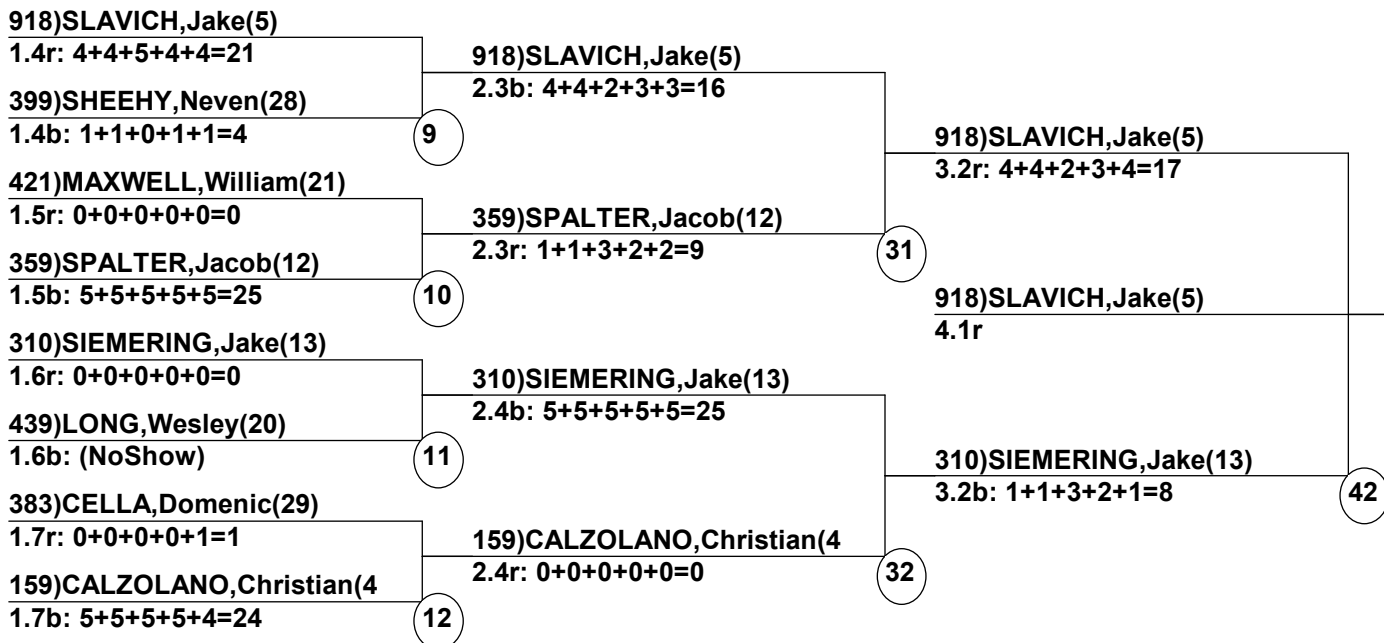 918)SLAVICH,Jake(5)
1.4r: 4+4+5+4+4=21
399)SHEEHY,Neven(28)
1.4b: 1+1+0+1+1=4
9
421)MAXWELL,William(21)
1.5r: 0+0+0+0+0=0
359)SPALTER,Jacob(12)
1.5b: 5+5+5+5+5=25
10
310)SIEMERING,Jake(13)
1.6r: 0+0+0+0+0=0
439)LONG,Wesley(20)
1.6b: (NoShow)
11
383)CELLA,Domenic(29)
1.7r: 0+0+0+0+1=1
159)CALZOLANO,Christian(4
1.7b: 5+5+5+5+4=24
12
918)SLAVICH,Jake(5)
2.3b: 4+4+2+3+3=16
359)SPALTER,Jacob(12)
2.3r: 1+1+3+2+2=9
31
310)SIEMERING,Jake(13)
2.4b: 5+5+5+5+5=25
159)CALZOLANO,Christian(4
2.4r: 0+0+0+0+0=0
32
918)SLAVICH,Jake(5)
3.2r: 4+4+2+3+4=17
918)SLAVICH,Jake(5)
4.1r
310)SIEMERING,Jake(13)
3.2b: 1+1+3+2+1=8
42